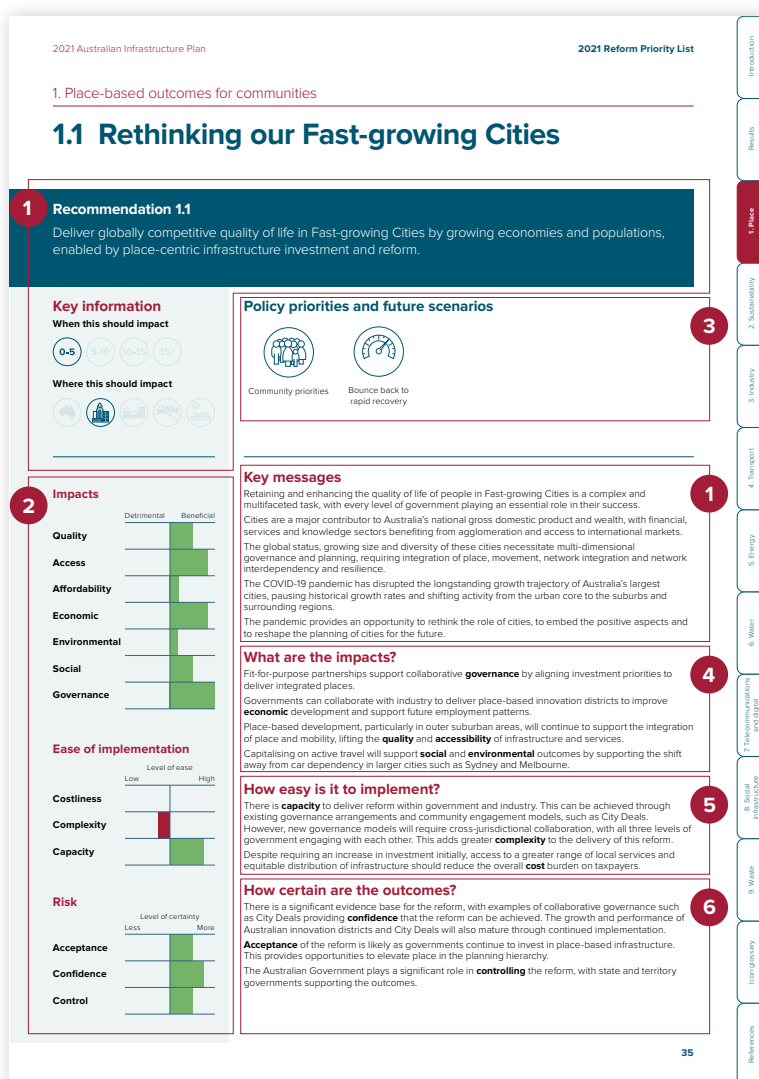 2021 Australian Infrastructure Plan
2021 Reform Priority List
1. Place-based outcomes for communities
1.1 Rethinking our Fast-growing Cities
1
Recommendation 1.1
Deliver globally competitive quality of life in Fast-growing Cities by growing economies and populations,
enabled by place-centric infrastructure investment and reform.
Key information
When this should impact
0-5
5-10
10-15
15+
Where this should impact
Policy priorities and future scenarios
3
Community priorities
Bounce back to
rapid recovery
2
Impacts
Detrimental
Beneficial
Quality
Access
Affordability
Economic
Environmental
Social
Governance
Ease of implementation
Level of ease
Low
High
Costliness
Complexity
Capacity
Risk
Level of certainty
Less
More
Acceptance
Confidence
Control
Key messages
1
Retaining and enhancing the quality of life of people in Fast-growing Cities is a complex and
multifaceted task, with every level of government playing an essential role in their success.
Cities are a major contributor to Australia's national gross domestic product and wealth, with financial,
services and knowledge sectors benefiting from agglomeration and access to international markets.
The global status, growing size and diversity of these cities necessitate multi-dimensional
governance and planning, requiring integration of place, movement, network integration and network
interdependency and resilience.
The COVID-19 pandemic has disrupted the longstanding growth trajectory of Australia's largest
cities, pausing historical growth rates and shifting activity from the urban core to the suburbs and
surrounding regions.
The pandemic provides an opportunity to rethink the role of cities, to embed the positive aspects and
to reshape the planning of cities for the future.
What are the impacts?
4
Fit-for-purpose partnerships support collaborative governance by aligning investment priorities to
deliver integrated places.
Governments can collaborate with industry to deliver place-based innovation districts to improve
economic development and support future employment patterns.
Place-based development, particularly in outer suburban areas, will continue to support the integration
of place and mobility, lifting the quality and accessibility of infrastructure and services.
Capitalising on active travel will support social and environmental outcomes by supporting the shift
away from car dependency in larger cities such as Sydney and Melbourne.
How easy is it to implement?
5
There is capacity to deliver reform within government and industry. This can be achieved through
existing governance arrangements and community engagement models, such as City Deals.
However, new governance models will require cross-jurisdictional collaboration, with all three levels of
government engaging with each other. This adds greater complexity to the delivery of this reform.
Despite requiring an increase in investment initially, access to a greater range of local services and
equitable distribution of infrastructure should reduce the overall cost burden on taxpayers.
How certain are the outcomes?
6
There is a significant evidence base for the reform, with examples of collaborative governance such
as City Deals providing confidence that the reform can be achieved. The growth and performance of
Australian innovation districts and City Deals will also mature through continued implementation.
Acceptance of the reform is likely as governments continue to invest in place-based infrastructure.
This provides opportunities to elevate place in the planning hierarchy.
The Australian Government plays a significant role in controlling the reform, with state and territory
governments supporting the outcomes.
35
Introduction
Results
1. Place
2. Sustainability
3. Industry
4. Transport
5. Energy
6. Water
7. Telecommunications
and digital
8. Social
infrastructure
9. Waste
Icon glossary
References